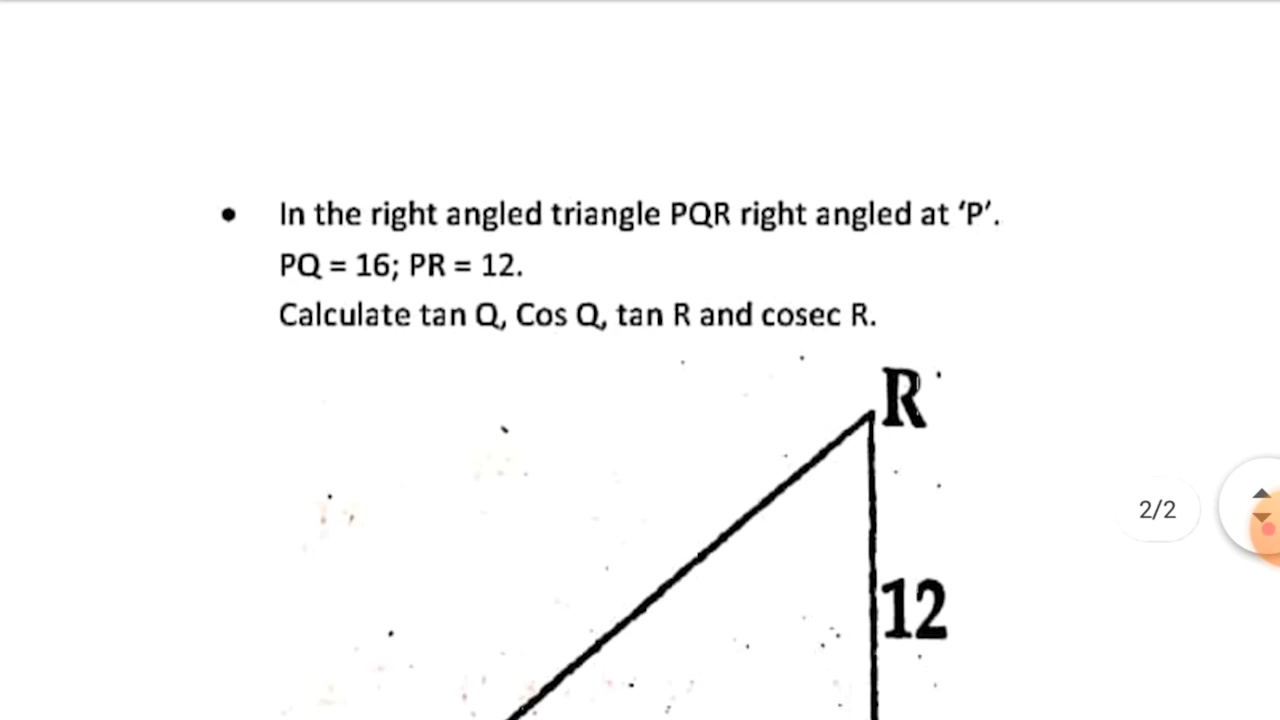 • In the right angled triangle PQR right angled at ‘P’.
PQ = 16; PR = 12.
Calculate tan Q, Cos Q, tan R and cosec R.
R
2/2
12